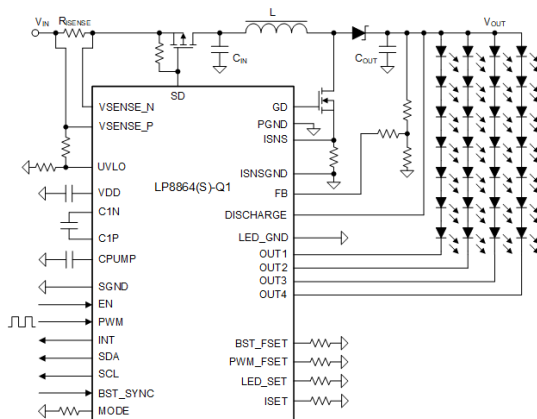 VIN
RISENSE
L
VOUT
CIN
COUT
SD
VSENSE_N
GD
VSENSE_P
PGND
ISNS
UVLO
LP8864(S)-Q1
ISNSGND
VDD
FB
C1N
DISCHARGE
C1P
LED_GND
OUT1
CPUMP
OUT2
OUT3
SGND
OUT4
EN
PWM
INT
BST_FSET
SDA
PWM_FSET
SCL
LED_SET
BST_SYNC
ISET
MODE